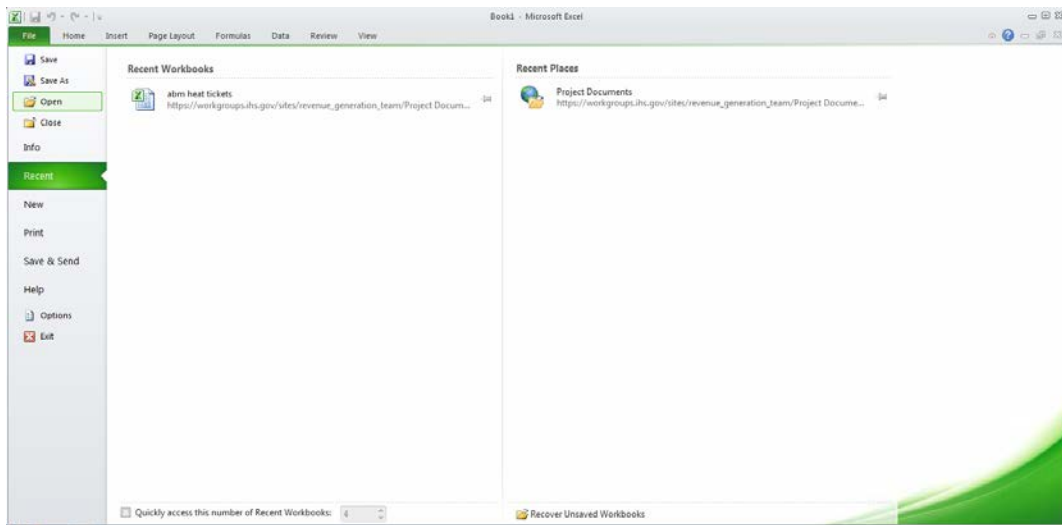 Book1 - Microsoft Excel
File Home Insert Page Layout Formulas Data Review View
Save
Save As
Open
Close
Info
Recent
New
Print
Save & Send
Help
Options
Exit
Recent Workbooks
abm heat tickets
https://workgroups.ihs.gov/sites/revenue_generation_team/Project Docum...
Quickly access this number of Recent Workbooks: 4
Recent Places
Project Documents
https://workgroups.ihs.gov/sites/revenue_generation_team/Project Docume...
Recover Unsaved Workbooks